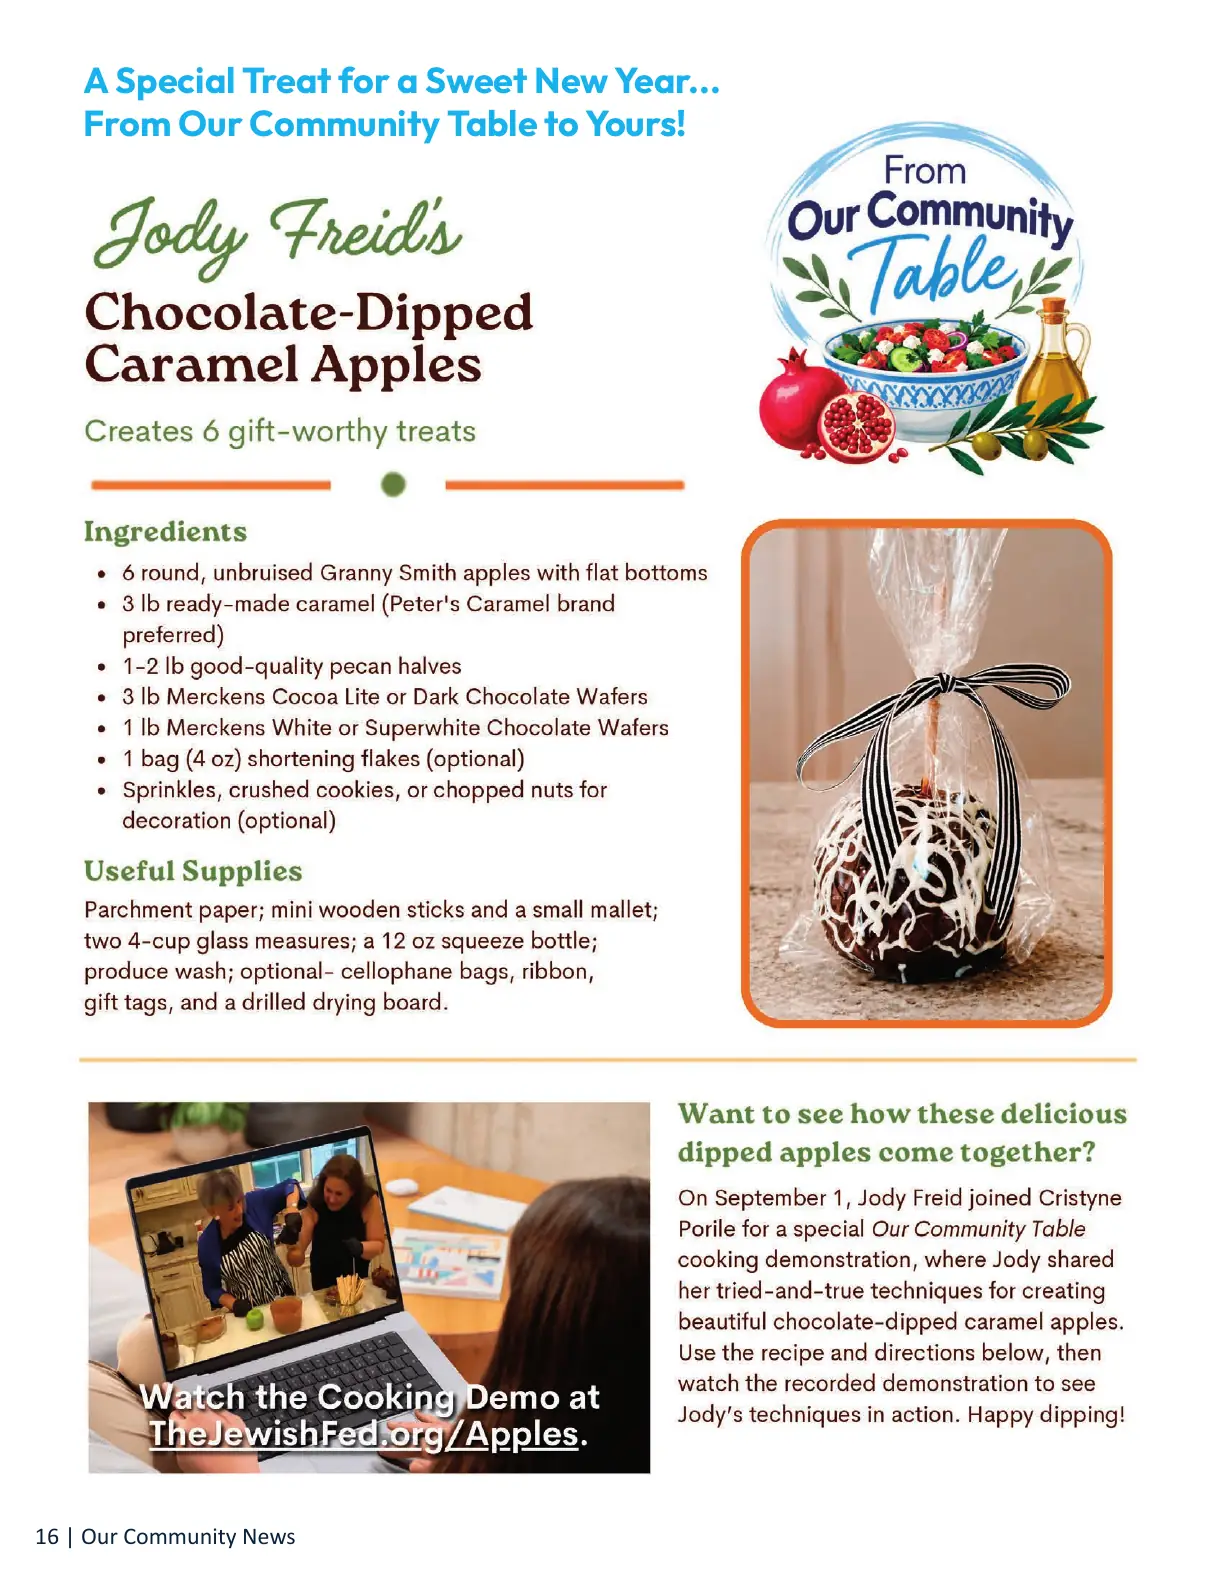 A Special Treat for a Sweet New Year...
From Our Community Table to Yours!
From
Our Community
Table
Jody Freid's
Chocolate-Dipped
Caramel Apples
Creates 6 gift-worthy treats
Ingredients
• 6 round, unbruised Granny Smith apples with flat bottoms
• 3 lb ready-made caramel (Peter's Caramel brand
preferred)
• 1-2 lb good-quality pecan halves
• 3 lb Merckens Cocoa Lite or Dark Chocolate Wafers
• 1 lb Merckens White or Superwhite Chocolate Wafers
• 1 bag (4 oz) shortening flakes (optional)
• Sprinkles, crushed cookies, or chopped nuts for
decoration (optional)
Useful Supplies
Parchment paper; mini wooden sticks and a small mallet;
two 4-cup glass measures; a 12 oz squeeze bottle;
produce wash; optional- cellophane bags, ribbon,
gift tags, and a drilled drying board.
Watch the Cooking Demo at
TheJewishFed.org/Apples.
Want to see how these delicious
dipped apples come together?
On September 1, Jody Freid joined Cristyne
Porile for a special Our Community Table
cooking demonstration, where Jody shared
her tried-and-true techniques for creating
beautiful chocolate-dipped caramel apples.
Use the recipe and directions below, then
watch the recorded demonstration to see
Jody’s techniques in action. Happy dipping!
16 | Our Community News